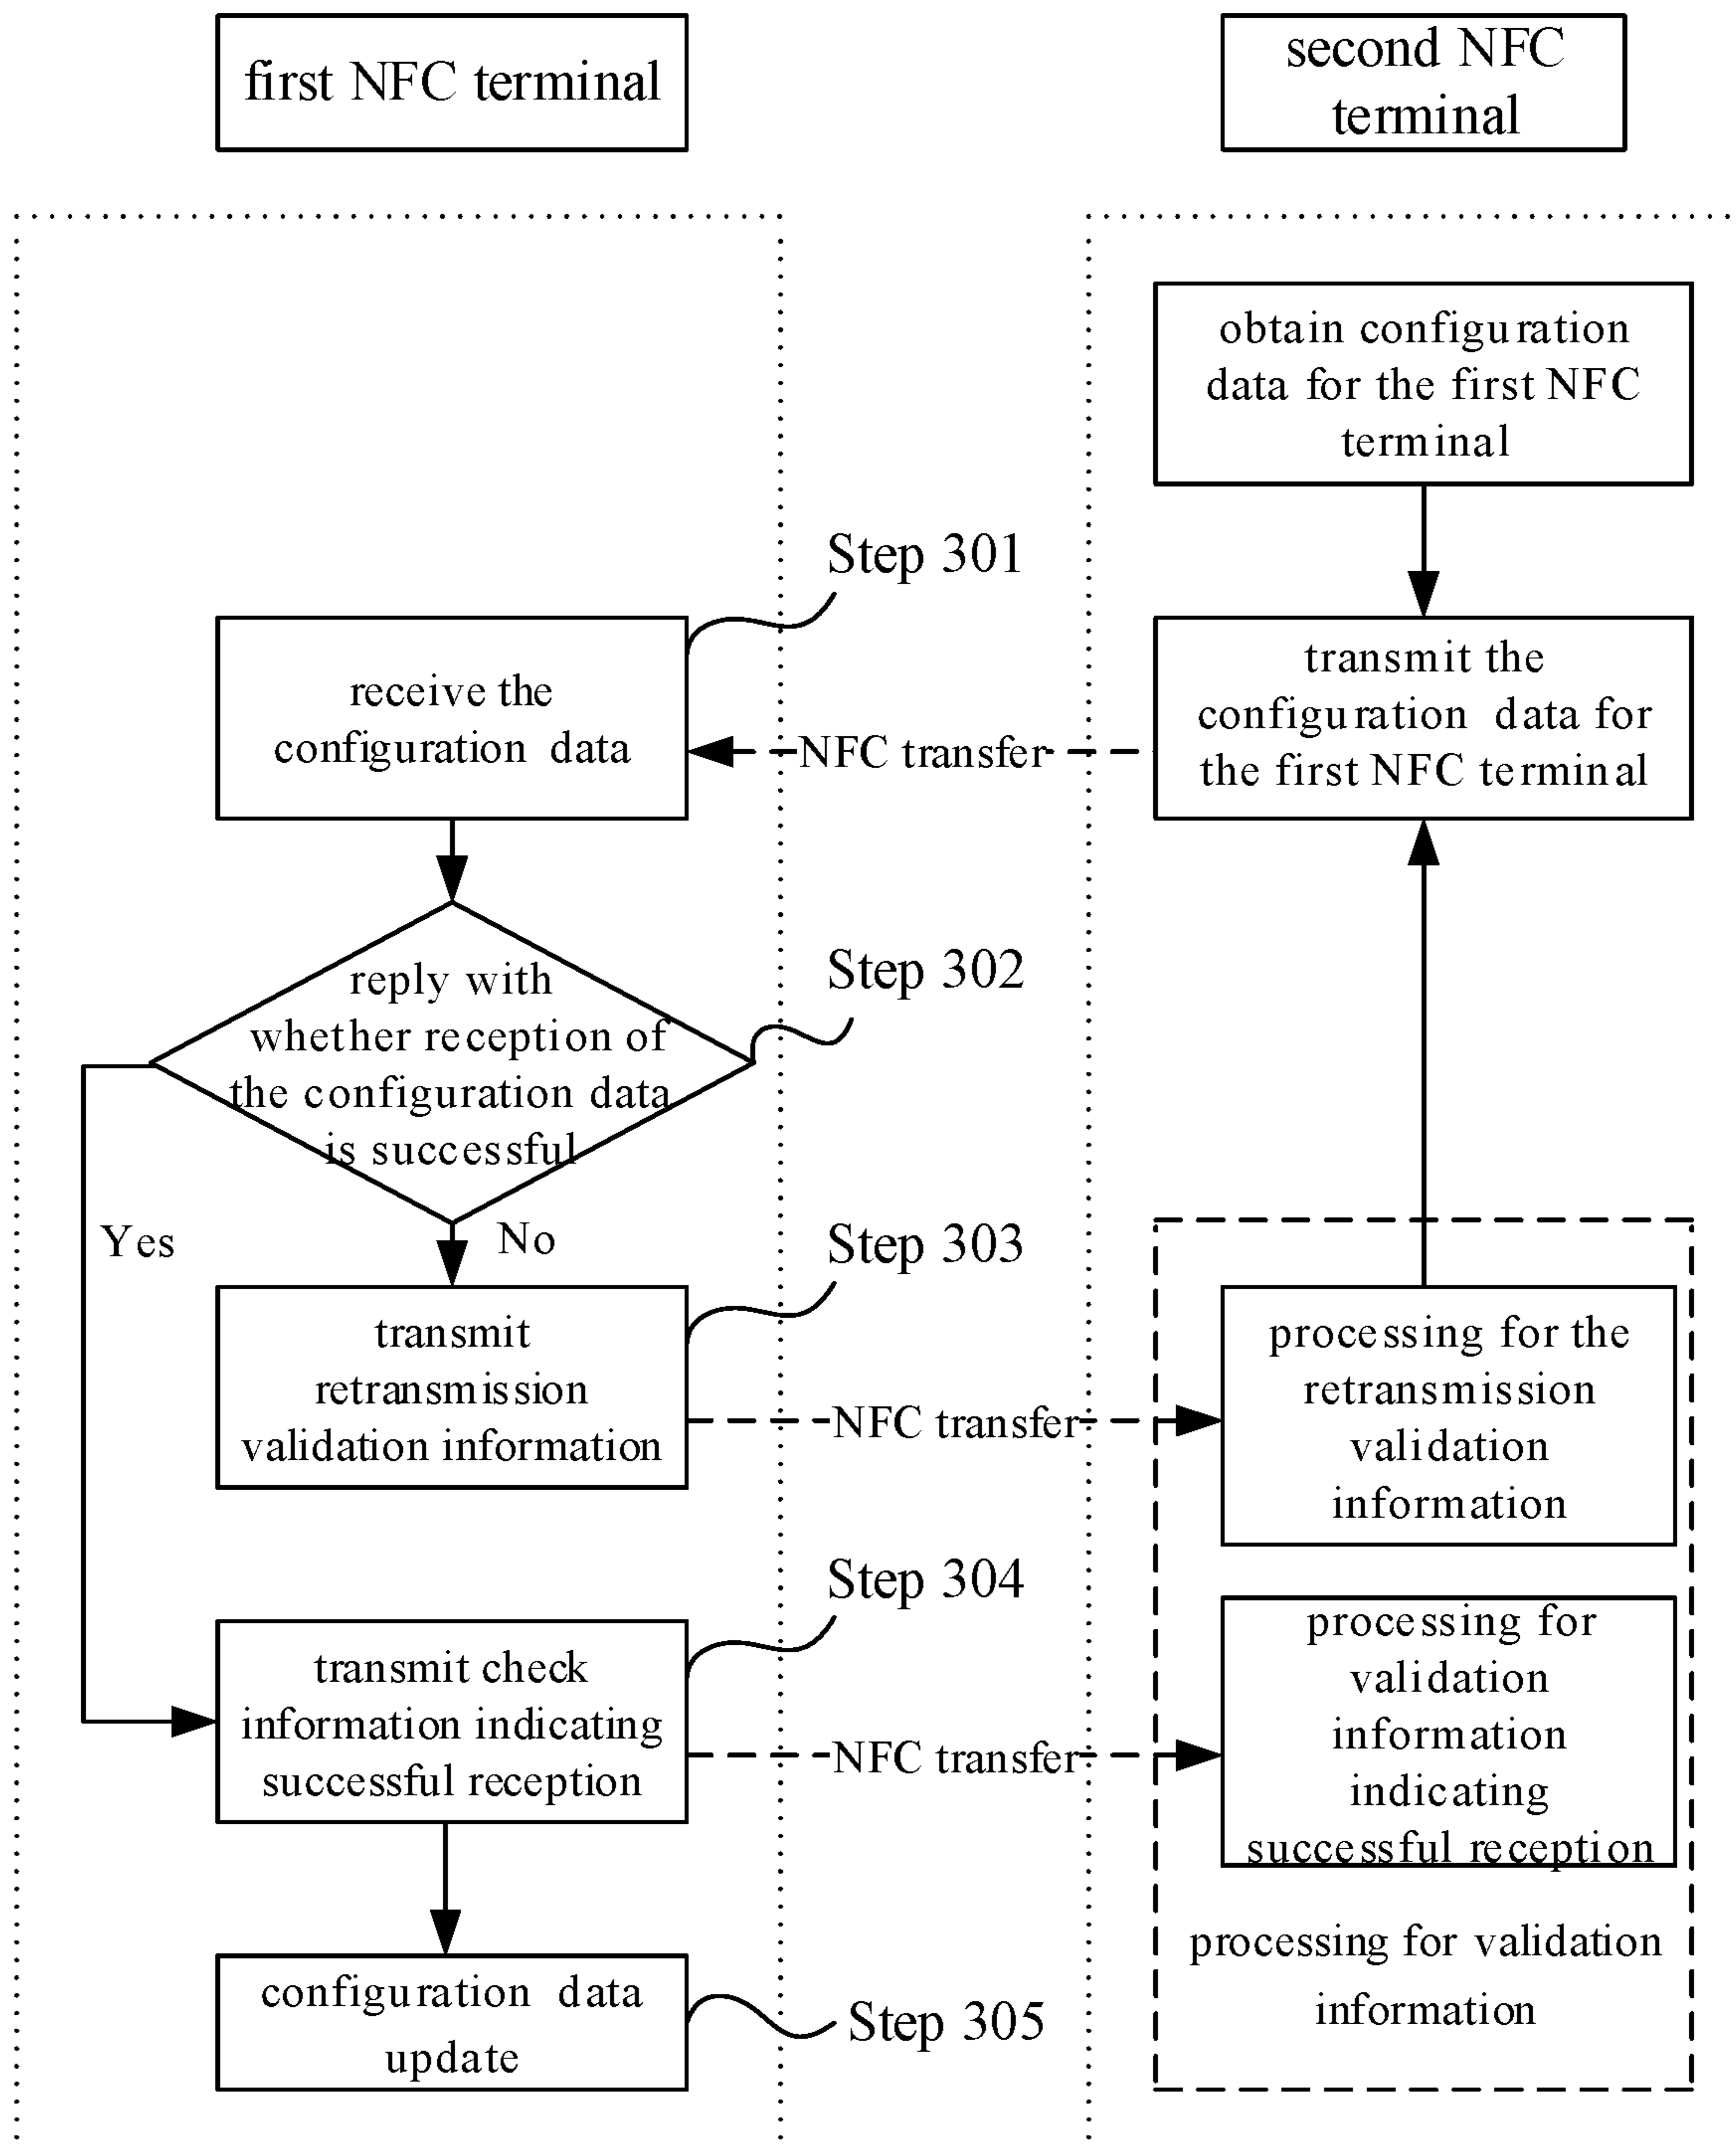 first NFC terminal
second NFC
terminal
obtain configuration
data for the first NFC
terminal
Step 301
receive the
configuration data
NFC transfer
transmit the
configuration data for
the first NFC terminal
Step 302
reply with
whether reception of
the configuration data
is successful
Yes
No
Step 303
transmit
retransmission
validation information
NFC transfer
processing for the
retransmission
validation
information
Step 304
transmit check
information indicating
successful reception
NFC transfer
processing for
validation
information
indicating
successful reception
processing for validation
information
configuration data
update
Step 305